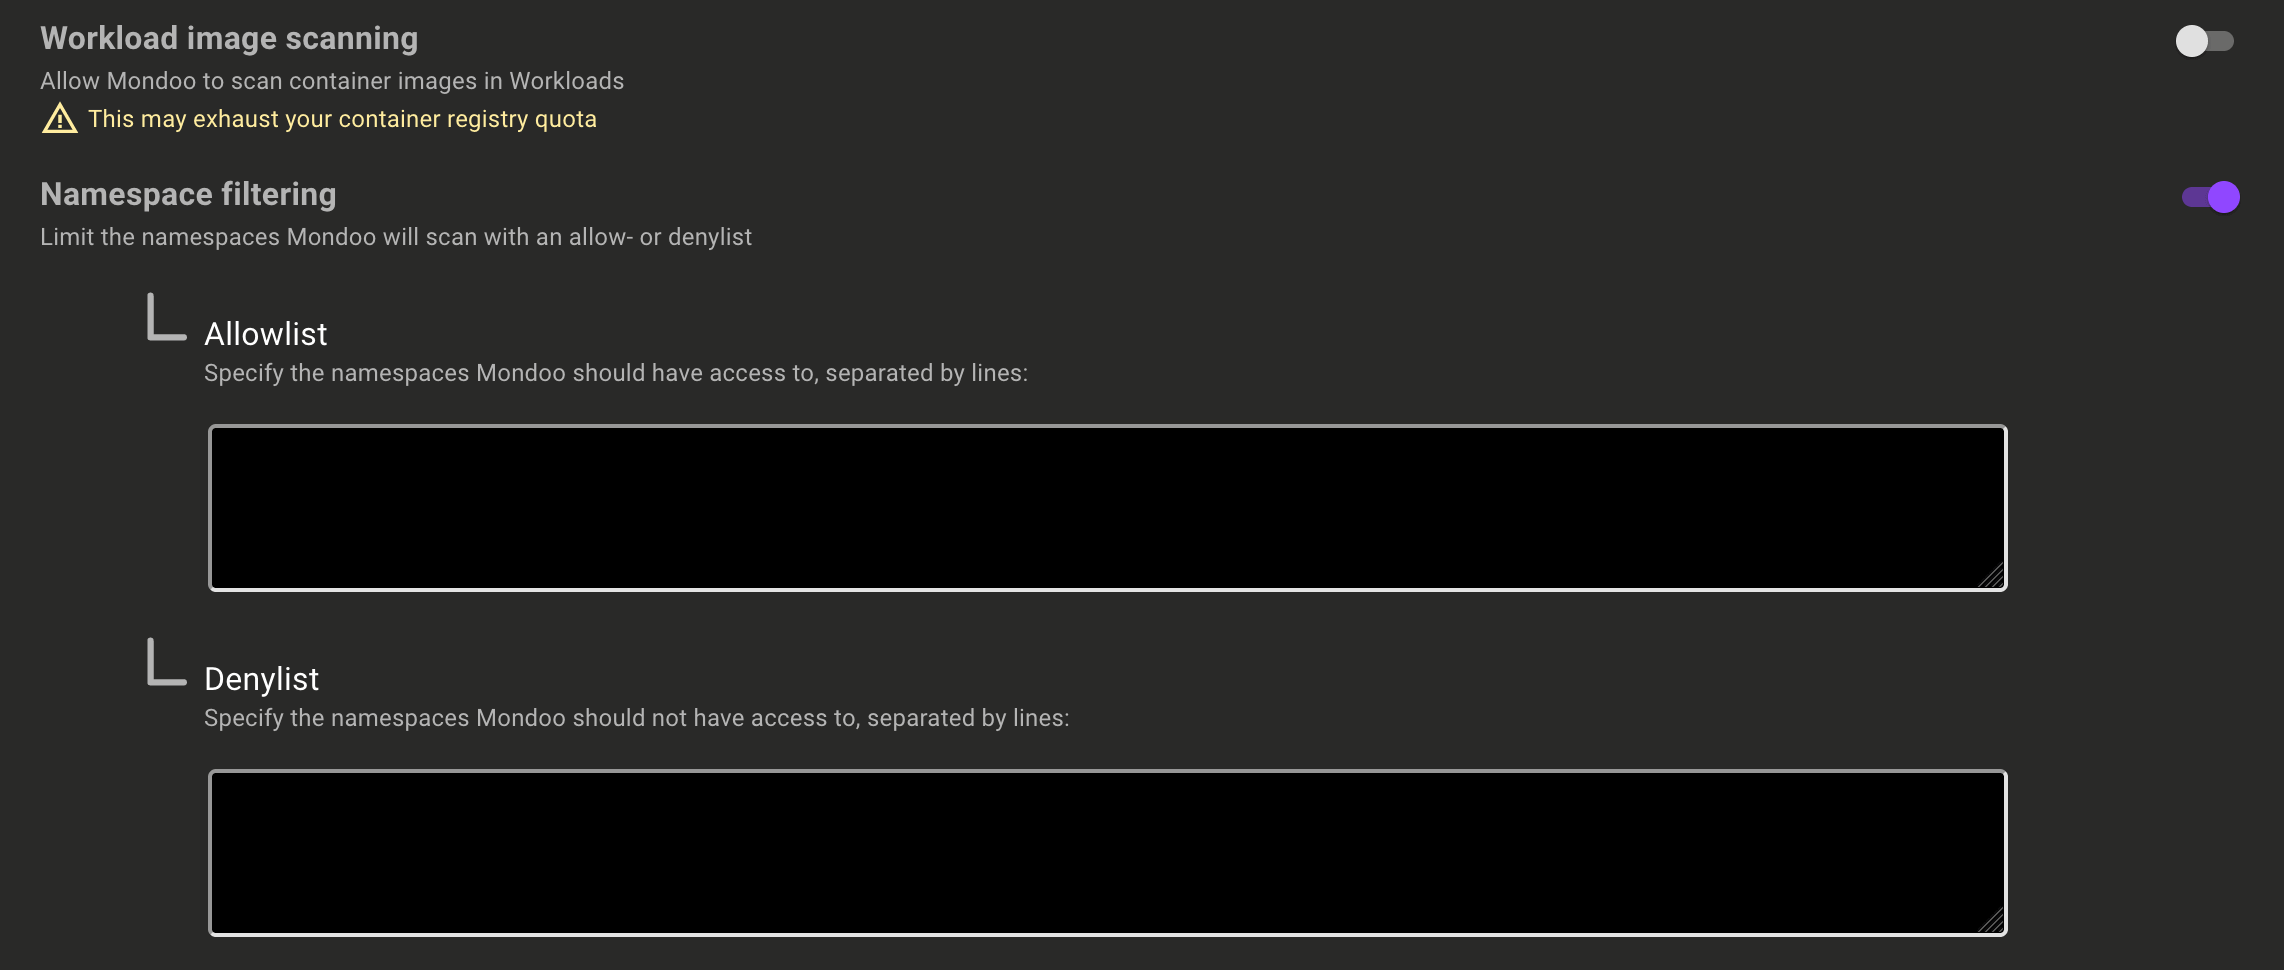 Workload image scanning
Allow Mondoo to scan container images in Workloads
This may exhaust your container registry quota
Namespace filtering
Limit the namespaces Mondoo will scan with an allow- or denylist
Allowlist
Specify the namespaces Mondoo should have access to, separated by lines:
Denylist
Specify the namespaces Mondoo should not have access to, separated by lines: